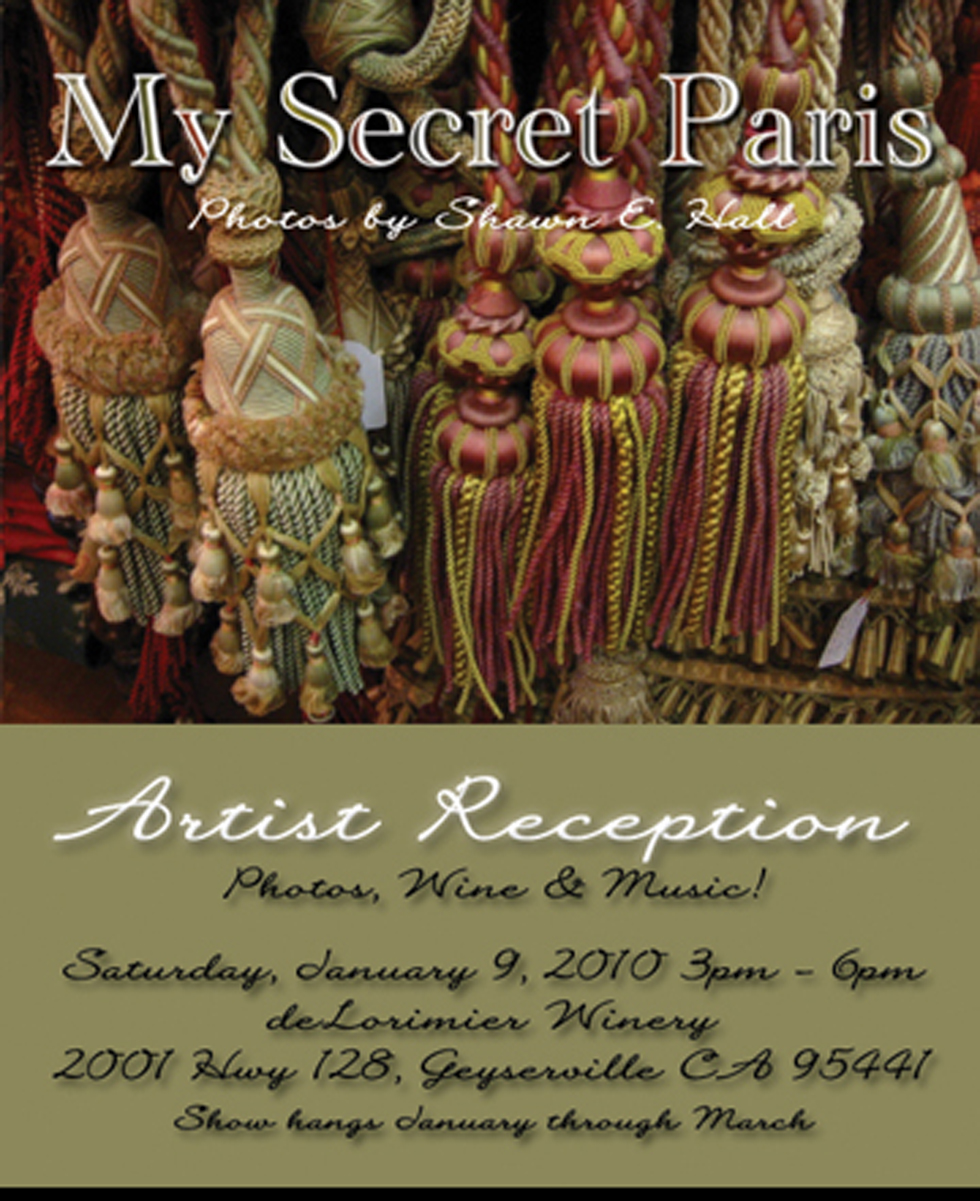 My Secret Paris
Photos by Shawn E. Hall
Artist Reception
Photos, Wine & Music!
Saturday, January 9, 2010 3pm - 6pm
deLorimier Winery
2001 Hwy 128, Geyserville CA 95441
Show hangs January through March